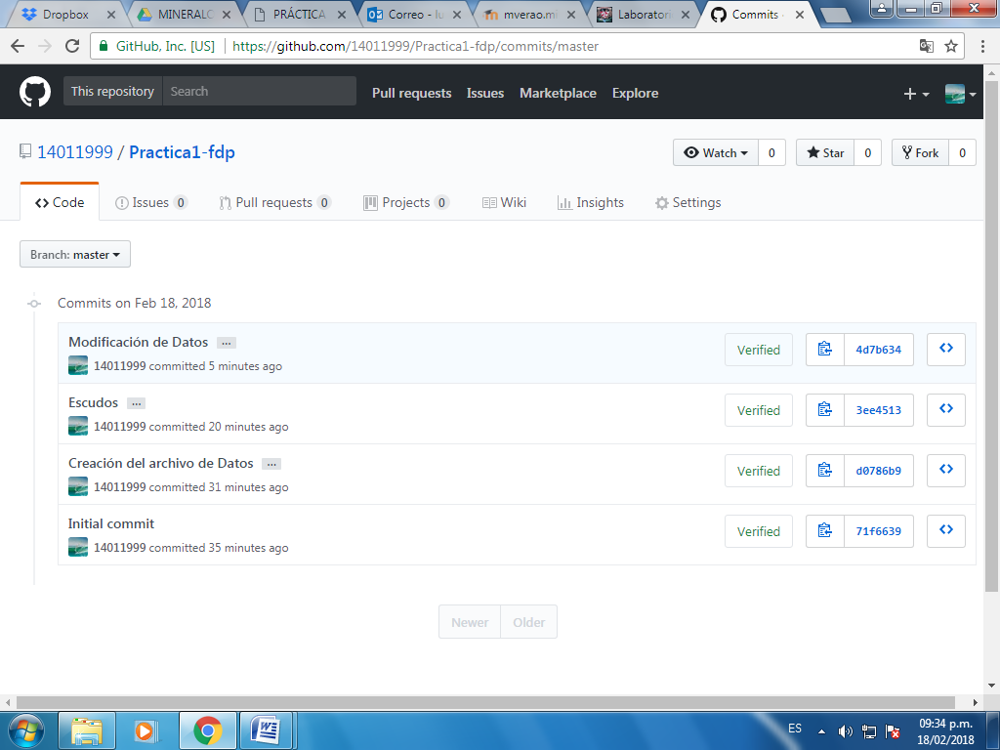 Dropbox
MINERALC
PRÁCTICA
Correo - lu
mverao.mi
Laboratori
Commits
GitHub, Inc. [US] https://github.com/14011999/Practica1-fdp/commits/master
This repository Search Pull requests Issues Marketplace Explore
14011999 / Practica1-fdp
Watch 0 Star 0 Fork 0
Code Issues 0 Pull requests 0 Projects 0 Wiki Insights Settings
Branch: master
Commits on Feb 18, 2018
Modificación de Datos ...
14011999 committed 5 minutes ago
Verified 4d7b634
Escudos ...
14011999 committed 20 minutes ago
Verified 3ee4513
Creación del archivo de Datos ...
14011999 committed 31 minutes ago
Verified d0786b9
Initial commit
14011999 committed 35 minutes ago
Verified 71f6639
Newer Older
ES
09:34 p.m.
18/02/2018